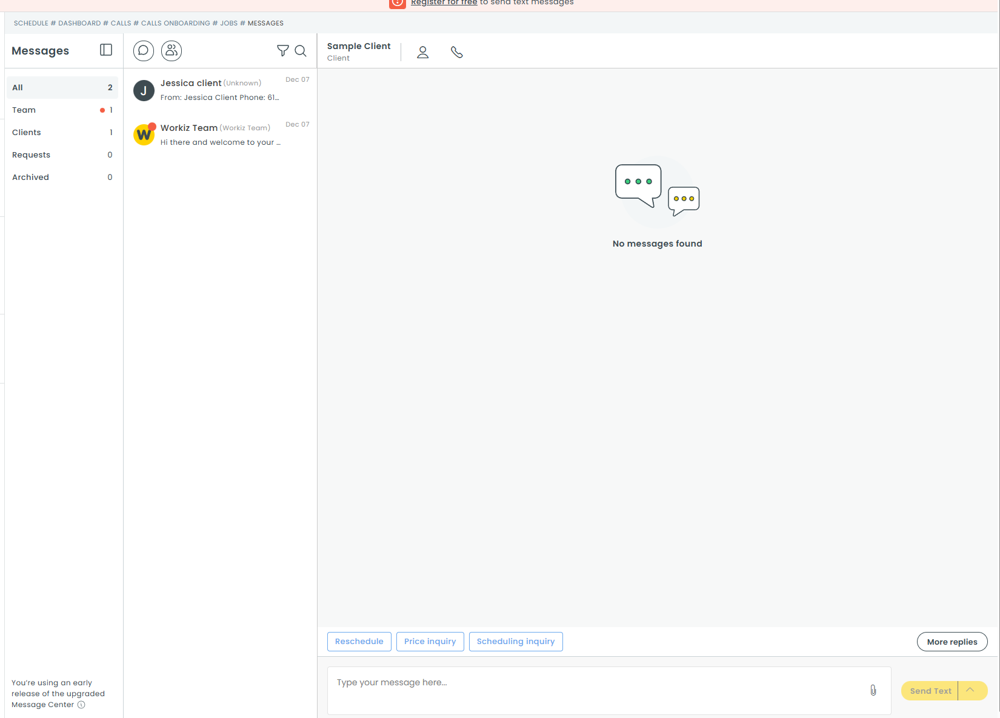 Register for free to send text messages
SCHEDULE # DASHBOARD # CALLS # CALLS ONBOARDING # JOBS # MESSAGES
Messages
All 2
Team 1
Clients 1
Requests 0
Archived 0
You're using an early
release of the upgraded
Message Center
J
Jessica client (Unknown) Dec 07
From: Jessica Client Phone: 61...
W
Workiz Team (Workiz Team) Dec 07
Hi there and welcome to your ...
Sample Client
Client
No messages found
Reschedule Price inquiry Scheduling inquiry More replies
Type your message here...
Send Text